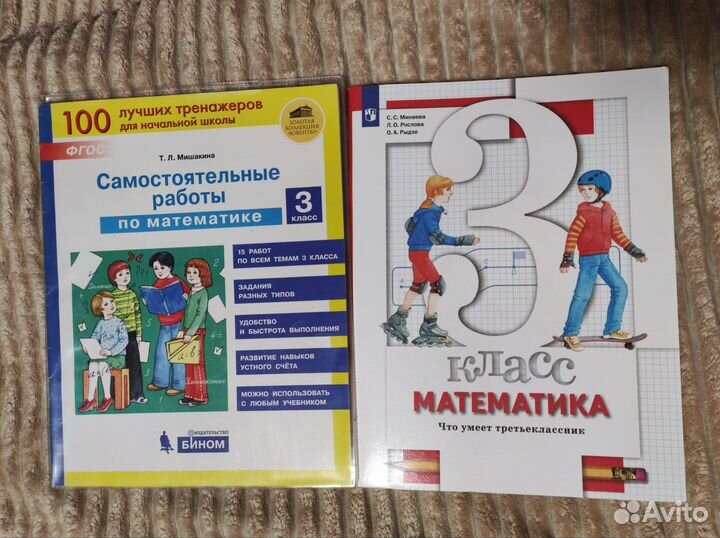 100 лучших тренажеров
для начальной школы
ЗОЛОТАЯ
КОЛЛЕКЦИЯ
«ЮВЕНТЫ»
ФГОС
Т. Л. Мишакина
Самостоятельные
работы
по математике
3
класс
15 РАБОТ
ПО ВСЕМ ТЕМАМ 3 КЛАССА
ЗАДАНИЯ
РАЗНЫХ ТИПОВ
УДОБСТВО
И БЫСТРОТА ВЫПОЛНЕНИЯ
РАЗВИТИЕ НАВЫКОВ
УСТНОГО СЧЁТА
МОЖНО ИСПОЛЬЗОВАТЬ
С ЛЮБЫМ УЧЕБНИКОМ
ИЗДАТЕЛЬСТВО
БИНОМ
С. С. Минаева
Л. О. Рослова
О. А. Рыдзе
3
класс
МАТЕМАТИКА
Что умеет третьеклассник
Avito